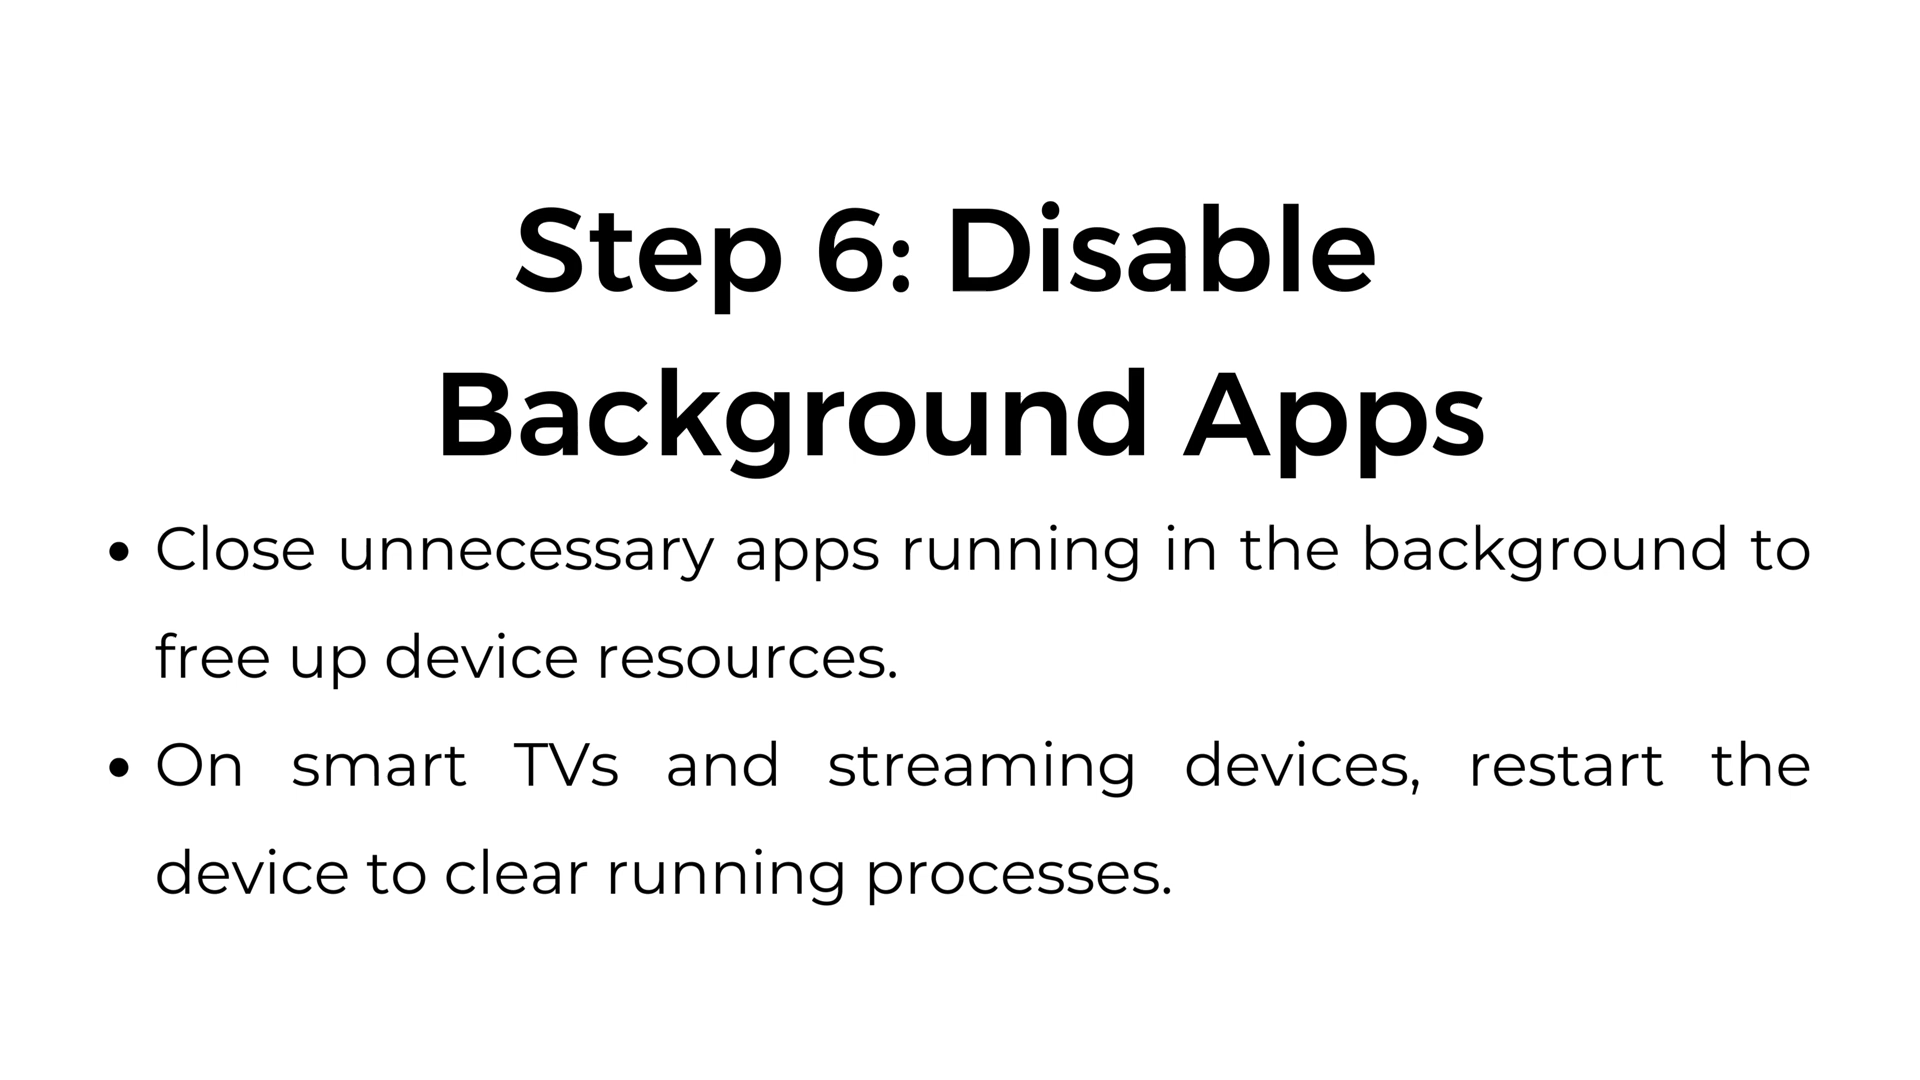 Step 6: Disable
Background Apps
• Close unnecessary apps running in the background to
free up device resources.
• On smart TVs and streaming devices, restart the
device to clear running processes.